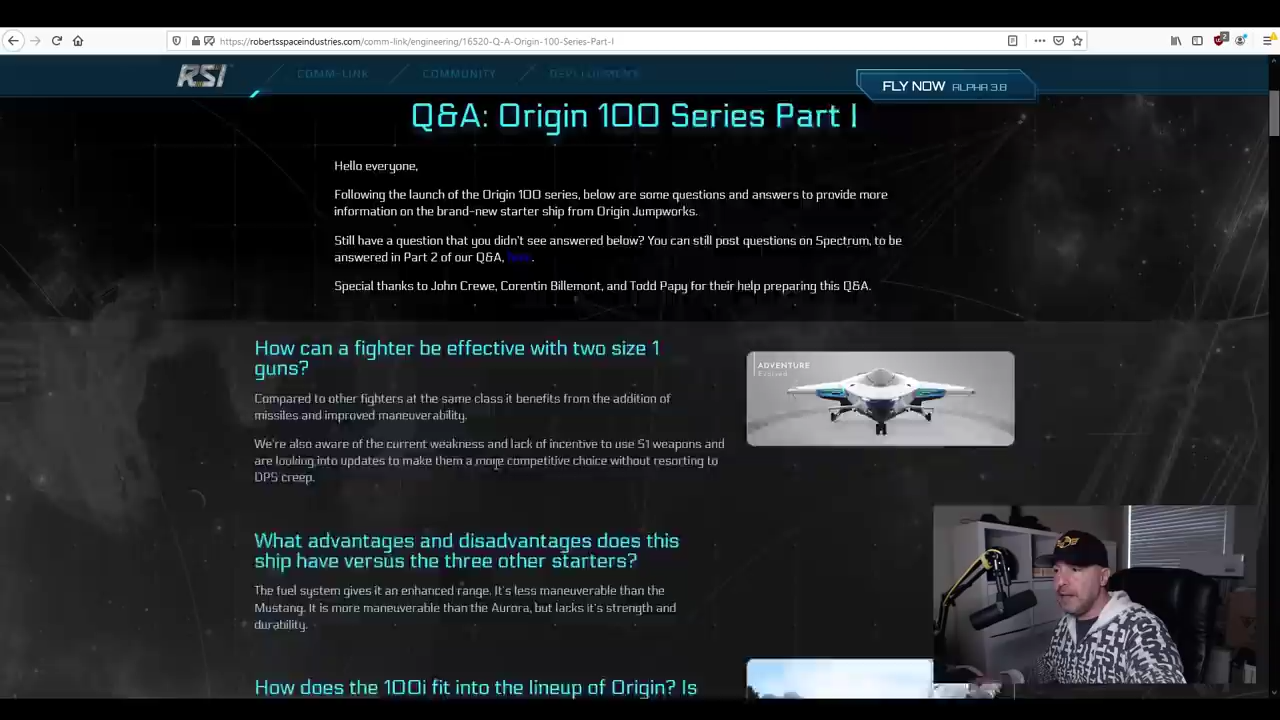 https://robertsspaceindustries.com/comm-link/engineering/16520-Q-A-Origin-100-Series-Part-I
2
RSI
COMM-LINK
COMMUNITY
DEVELOPMENT
FLY NOW ALPHA 3.8
Q&A: Origin 100 Series Part I
Hello everyone,
Following the launch of the Origin 100 series, below are some questions and answers to provide more
information on the brand-new starter ship from Origin Jumpworks.
Still have a question that you didn't see answered below? You can still post questions on Spectrum, to be
answered in Part 2 of our Q&A, here.
Special thanks to John Crewe, Corentin Billemont, and Todd Papy for their help preparing this Q&A.
How can a fighter be effective with two size 1
guns?
Compared to other fighters at the same class it benefits from the addition of
missiles and improved maneuverability.
We're also aware of the current weakness and lack of incentive to use S1 weapons and
are looking into updates to make them a more competitive choice without resorting to
DPS creep.
ADVENTURE
Evolved
What advantages and disadvantages does this
ship have versus the three other starters?
The fuel system gives it an enhanced range. It's less maneuverable than the
Mustang. It is more maneuverable than the Aurora, but lacks it's strength and
durability.
How does the 100i fit into the lineup of Origin? Is